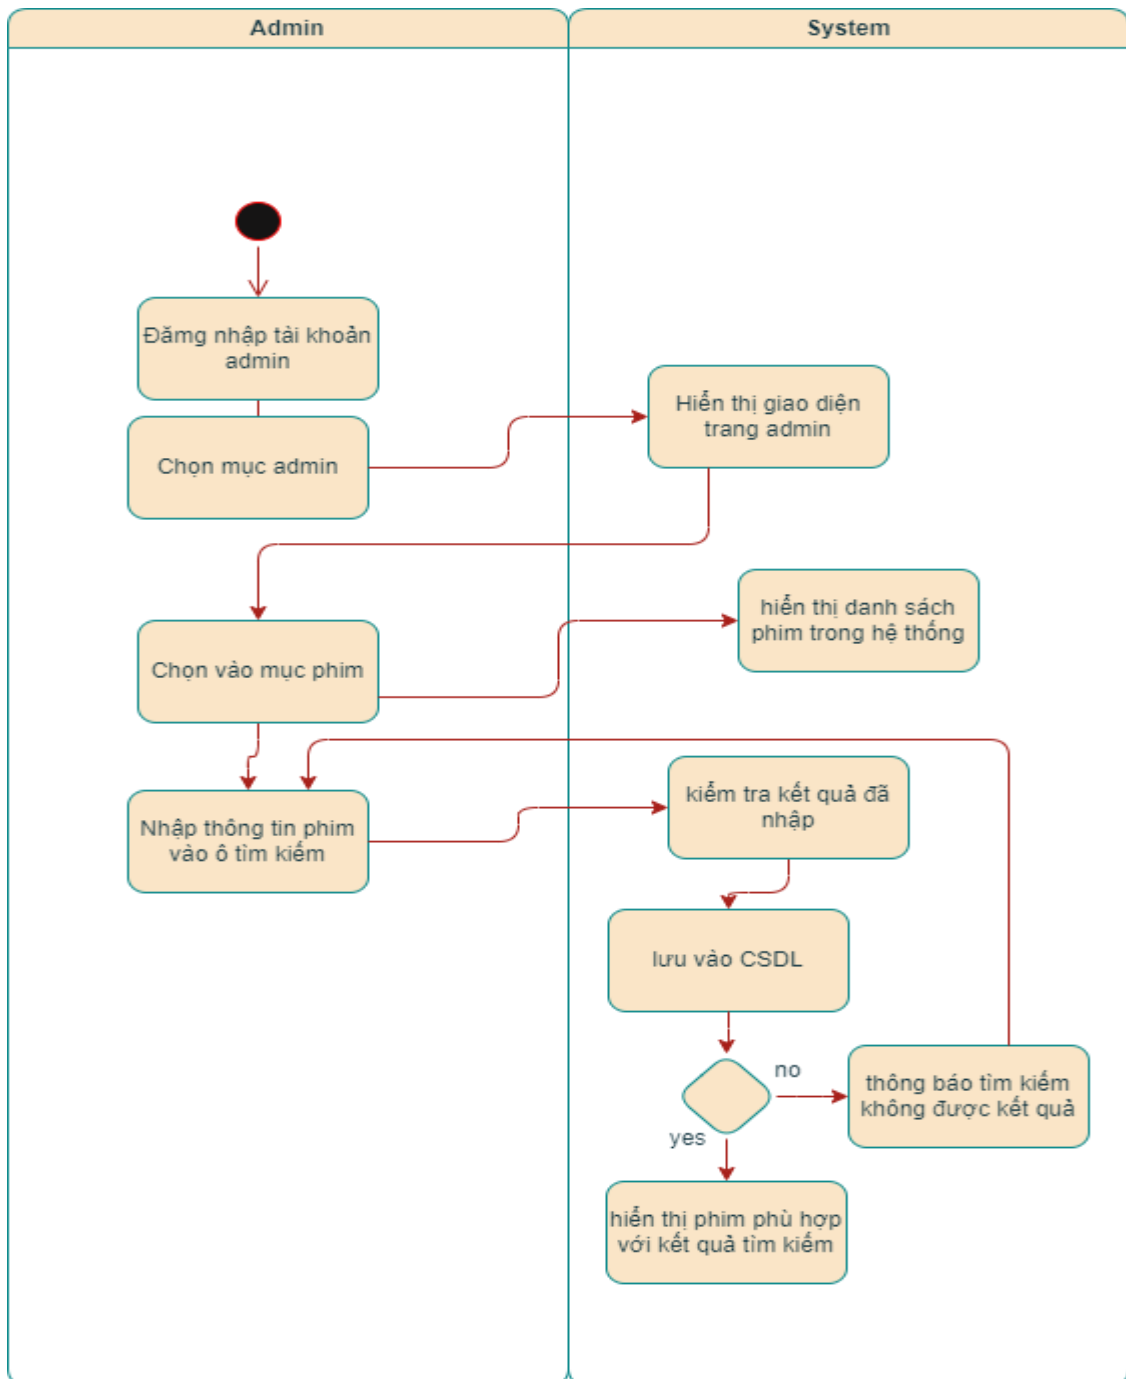 Admin
System
Đămg nhập tài khoản
admin
Chọn mục admin
Hiển thị giao diện
trang admin
Chọn vào mục phim
hiển thị danh sách
phim trong hệ thống
Nhập thông tin phim
vào ô tìm kiếm
kiểm tra kết quả đã
nhập
lưu vào CSDL
no
thông báo tìm kiếm
không được kết quả
yes
hiển thị phim phù hợp
với kết quả tìm kiếm